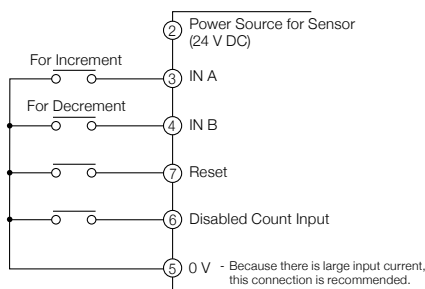 2 Power Source for Sensor
(24 V DC)
For Increment
3 IN A
For Decrement
4 IN B
7 Reset
6 Disabled Count Input
5 0 V - Because there is large input current,
this connection is recommended.